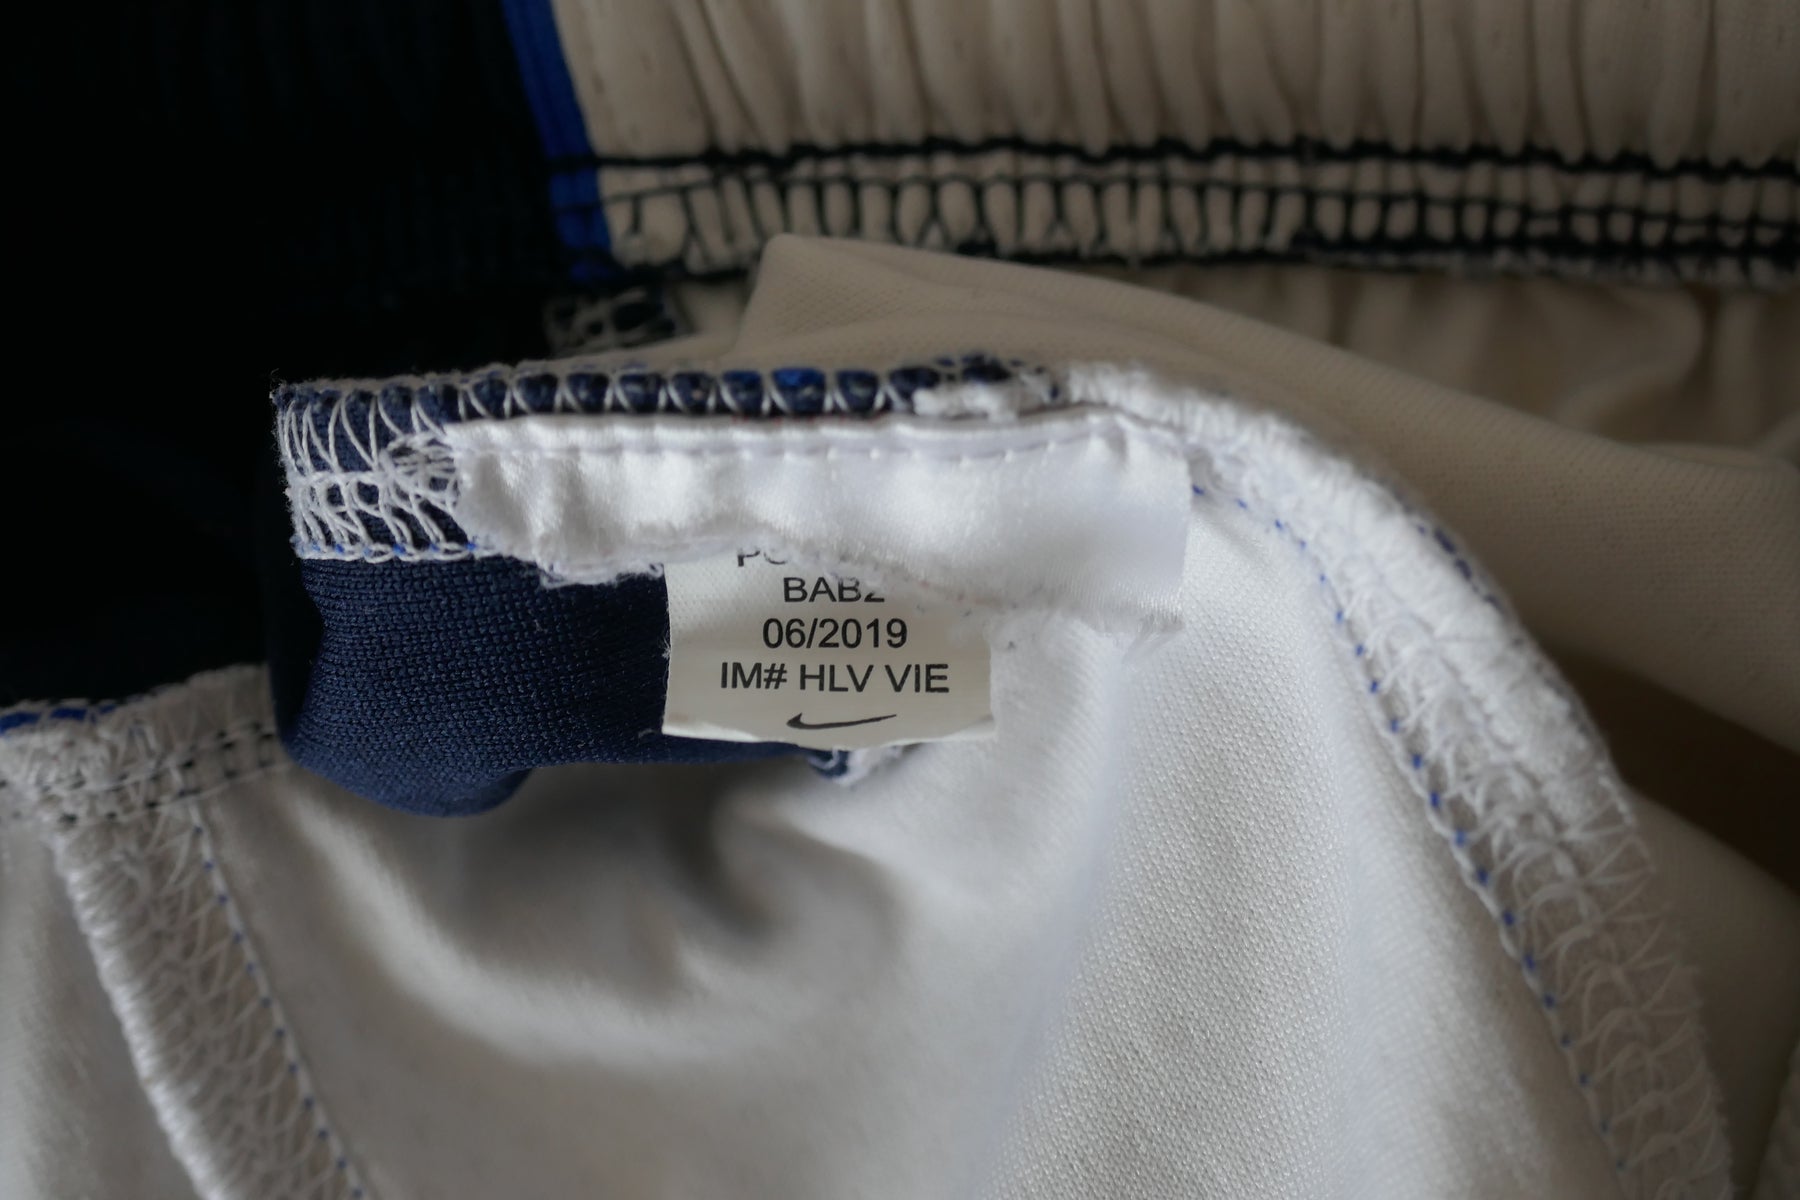 BABZ
06/2019
IM# HLV VIE